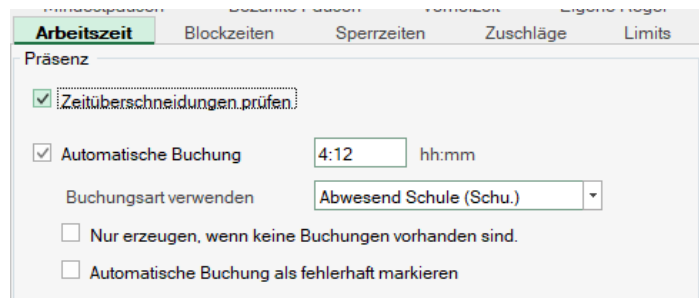 Arbeitszeit Blockzeiten Sperrzeiten Zuschläge Limits
Präsenz
Zeitüberschneidungen prüfen
Automatische Buchung 4:12 hh:mm
Buchungsart verwenden Abwesend Schule (Schu.)
Nur erzeugen, wenn keine Buchungen vorhanden sind.
Automatische Buchung als fehlerhaft markieren